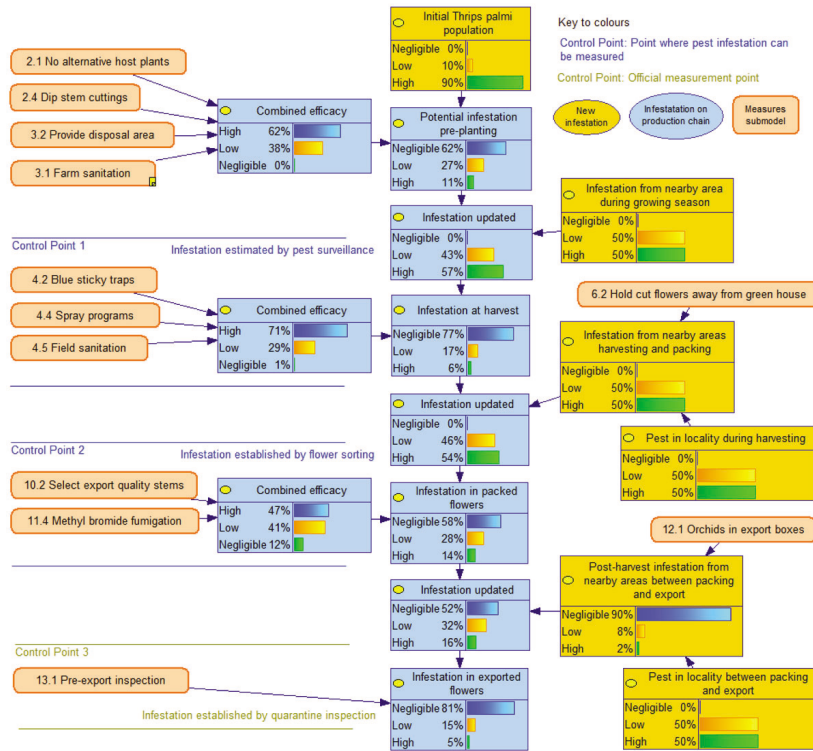 Initial Thrips palmi
population
Negligible 0%
Low 10%
High 90%
Key to colours
Control Point: Point where pest infestation can
be measured
Control Point: Official measurement point
New
infestation
Infestatation on
production chain
Measures
submodel
2.1 No alternative host plants
2.4 Dip stem cuttings
3.2 Provide disposal area
3.1 Farm sanitation
Combined efficacy
High 62%
Low 38%
Negligible 0%
Potential infestation
pre-planting
Negligible 62%
Low 27%
High 11%
Infestation from nearby area
during growing season
Negligible 0%
Low 50%
High 50%
Infestation updated
Negligible 0%
Low 43%
High 57%
Control Point 1
Infestation estimated by pest surveillance
4.2 Blue sticky traps
4.4 Spray programs
4.5 Field sanitation
Combined efficacy
High 71%
Low 29%
Negligible 1%
Infestation at harvest
Negligible 77%
Low 17%
High 6%
6.2 Hold cut flowers away from green house
Infestation from nearby areas
harvesting and packing
Negligible 0%
Low 50%
High 50%
Infestation updated
Negligible 0%
Low 46%
High 54%
Pest in locality during harvesting
Negligible 0%
Low 50%
High 50%
Control Point 2
Infestation established by flower sorting
10.2 Select export quality stems
11.4 Methyl bromide fumigation
Combined efficacy
High 47%
Low 41%
Negligible 12%
Infestation in packed
flowers
Negligible 58%
Low 28%
High 14%
12.1 Orchids in export boxes
Post-harvest infestation from
nearby areas between packing
and export
Negligible 90%
Low 8%
High 2%
Infestation updated
Negligible 52%
Low 32%
High 16%
Control Point 3
13.1 Pre-export inspection
Infestation established by quarantine inspection
Infestation in exported
flowers
Negligible 81%
Low 15%
High 5%
Pest in locality between packing
and export
Negligible 0%
Low 50%
High 50%